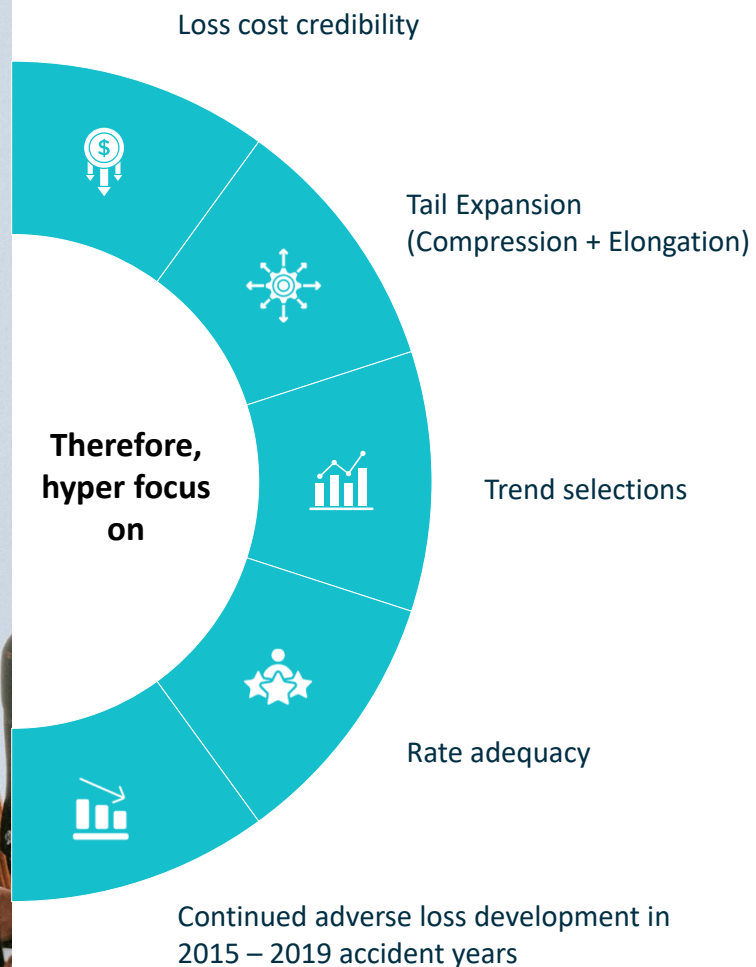 Loss cost credibility
Tail Expansion
(Compression + Elongation)
Therefore,
hyper focus
on
Trend selections
Rate adequacy
Continued adverse loss development in
2015 – 2019 accident years
$